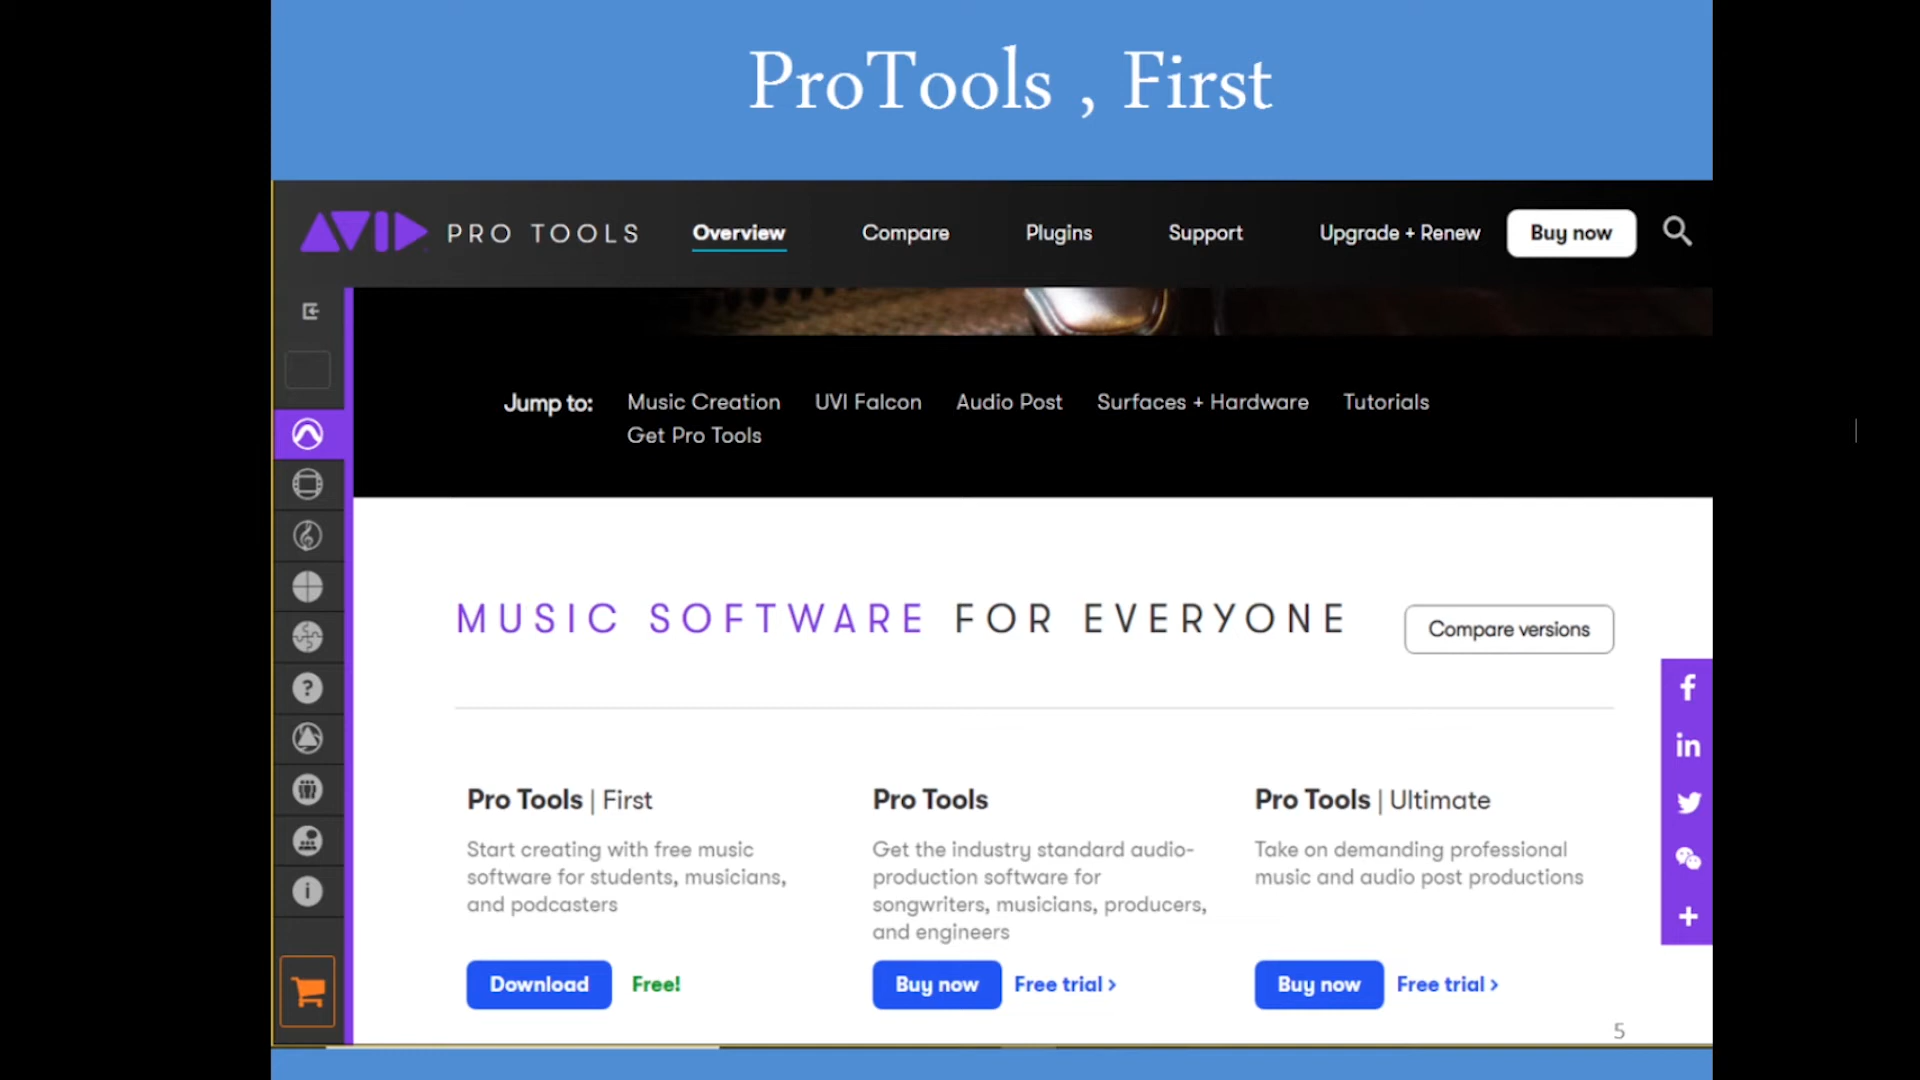 ProTools , First
AVID PRO TOOLS Overview Compare Plugins Support Upgrade + Renew Buy now
Jump to: Music Creation UVI Falcon Audio Post Surfaces + Hardware Tutorials
Get Pro Tools
MUSIC SOFTWARE FOR EVERYONE Compare versions
Pro Tools | First
Start creating with free music
software for students, musicians,
and podcasters
Download Free!
Pro Tools
Get the industry standard audio-
production software for
songwriters, musicians, producers,
and engineers
Buy now Free trial >
Pro Tools | Ultimate
Take on demanding professional
music and audio post productions
Buy now Free trial >
5